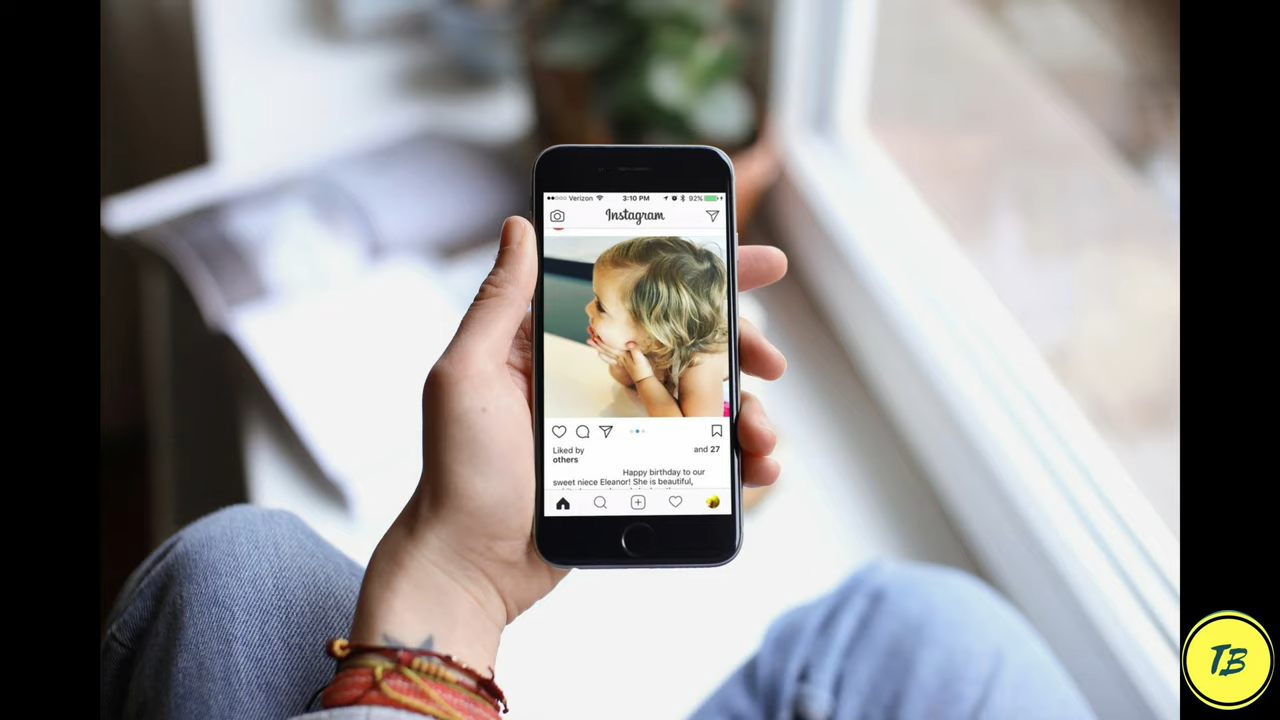 Verizon 3:10 PM 92%
Instagram
Liked by and 27
others
Happy birthday to our
sweet niece Eleanor! She is beautiful,
TB